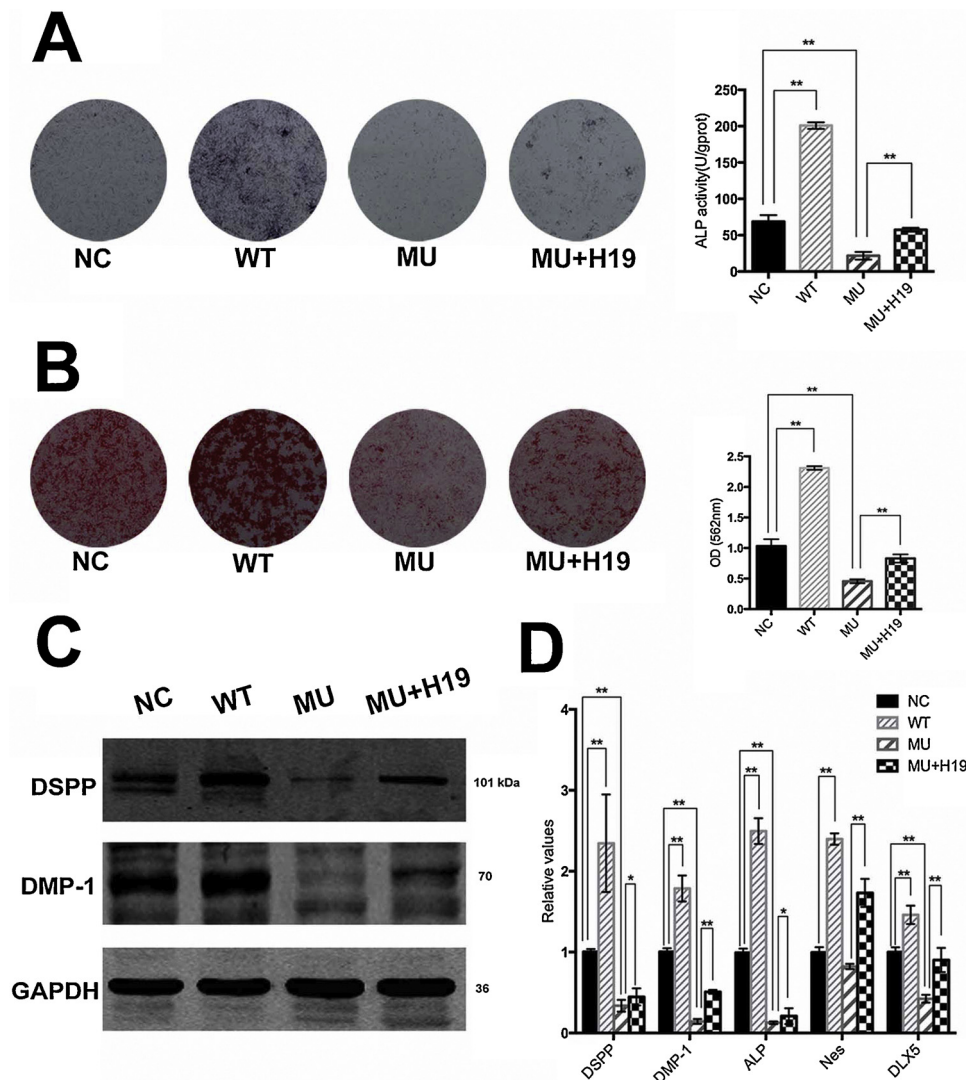 A
NC
WT
MU
MU+H19
ALP activity(U/gprot)
250
200
150
100
50
0
**
**
**
NC
WT
MU
MU+H19
B
NC
WT
MU
MU+H19
OD (562nm)
2.5
2.0
1.5
1.0
0.5
0.0
**
**
**
NC
WT
MU
MU+H19
C
NC
WT
MU
MU+H19
DSPP
101 kDa
DMP-1
70
GAPDH
36
D
Relative values
4
3
2
1
0
NC
WT
MU
MU+H19
**
**
*
**
**
**
**
**
*
**
**
**
**
**
DSPP
DMP-1
ALP
Nes
DLX5